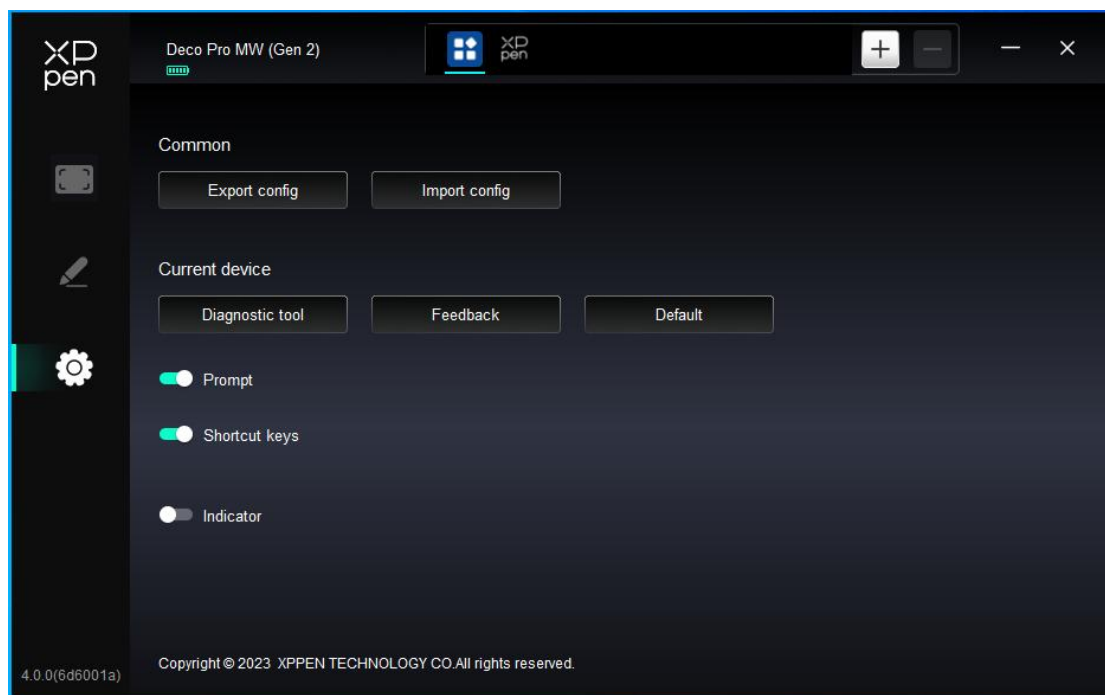 XP
pen
Deco Pro MW (Gen 2)
XP
pen
Common
Export config
Import config
Current device
Diagnostic tool
Feedback
Default
Prompt
Shortcut keys
Indicator
4.0.0(6d6001a)
Copyright © 2023  XPPEN TECHNOLOGY CO.All rights reserved.